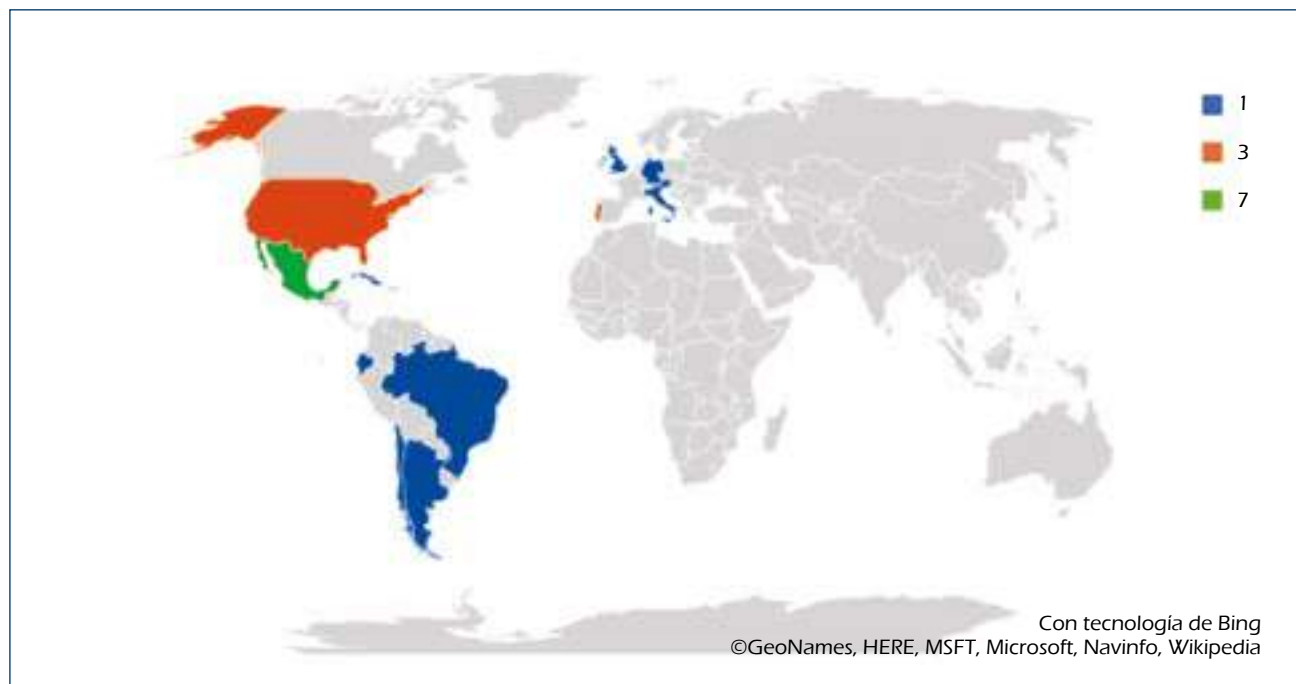 1
3
7
Con tecnología de Bing
©GeoNames, HERE, MSFT, Microsoft, Navinfo, Wikipedia